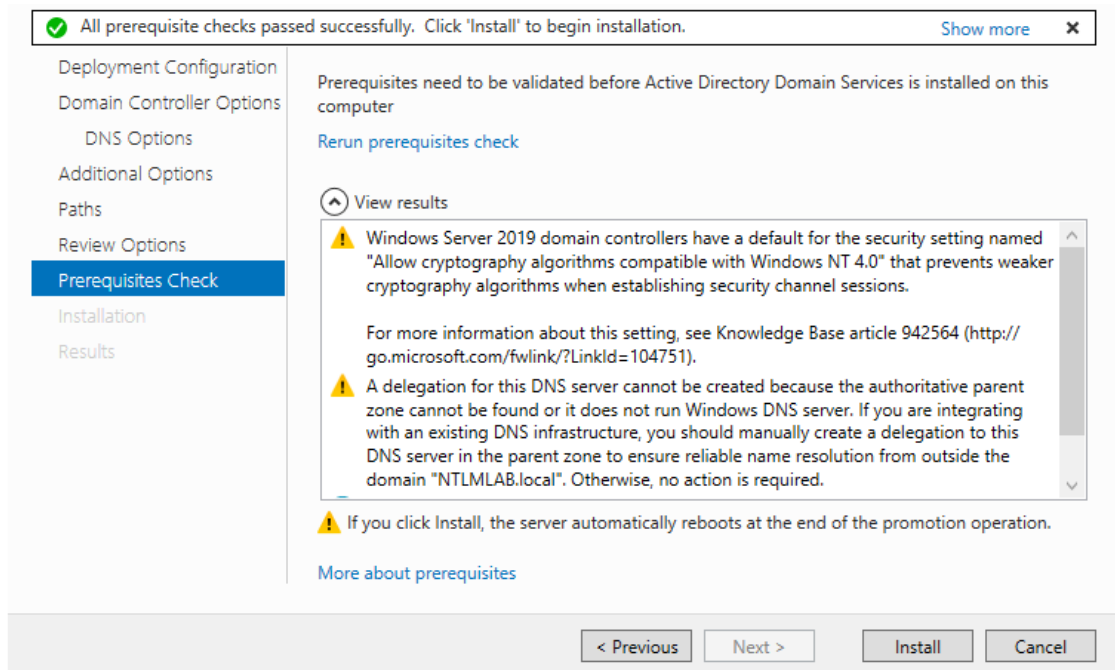 All prerequisite checks passed successfully.  Click 'Install' to begin installation.
Show more
Deployment Configuration
Domain Controller Options
DNS Options
Additional Options
Paths
Review Options
Prerequisites Check
Installation
Results
Prerequisites need to be validated before Active Directory Domain Services is installed on this
computer
Rerun prerequisites check
View results
Windows Server 2019 domain controllers have a default for the security setting named
"Allow cryptography algorithms compatible with Windows NT 4.0" that prevents weaker
cryptography algorithms when establishing security channel sessions.
For more information about this setting, see Knowledge Base article 942564 (http://
go.microsoft.com/fwlink/?LinkId=104751).
A delegation for this DNS server cannot be created because the authoritative parent
zone cannot be found or it does not run Windows DNS server. If you are integrating
with an existing DNS infrastructure, you should manually create a delegation to this
DNS server in the parent zone to ensure reliable name resolution from outside the
domain "NTLMLAB.local". Otherwise, no action is required.
If you click Install, the server automatically reboots at the end of the promotion operation.
More about prerequisites
< Previous
Next >
Install
Cancel